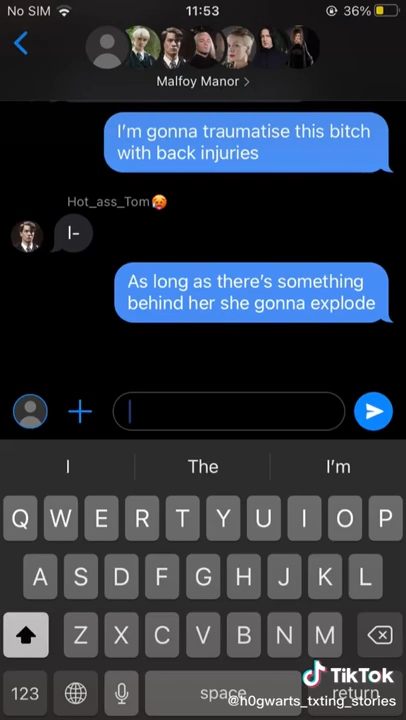 No SIM 11:53 36%
Malfoy Manor >
I'm gonna traumatise this bitch
with back injuries
Hot_ass_Tom🥵
I-
As long as there's something
behind her she gonna explode
I The I'm
Q W E R T Y U I O P
A S D F G H J K L
Z X C V B N M
123 space return
TikTok
@h0gwarts_txting_stories